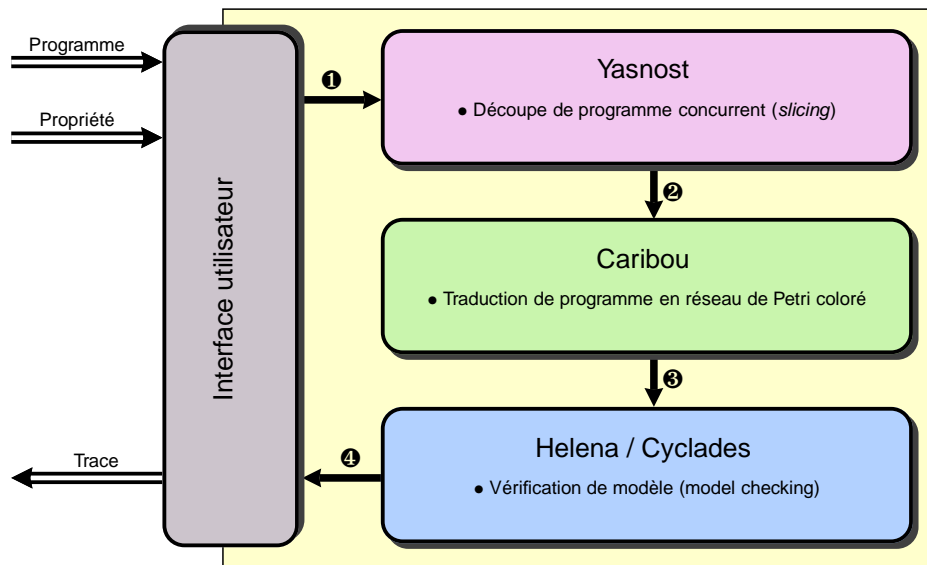 Programme
Propriété
Trace
Interface utilisateur
❶
Yasnost
● Découpe de programme concurrent (slicing)
❷
Caribou
● Traduction de programme en réseau de Petri coloré
❸
Helena / Cyclades
● Vérification de modèle (model checking)
❹